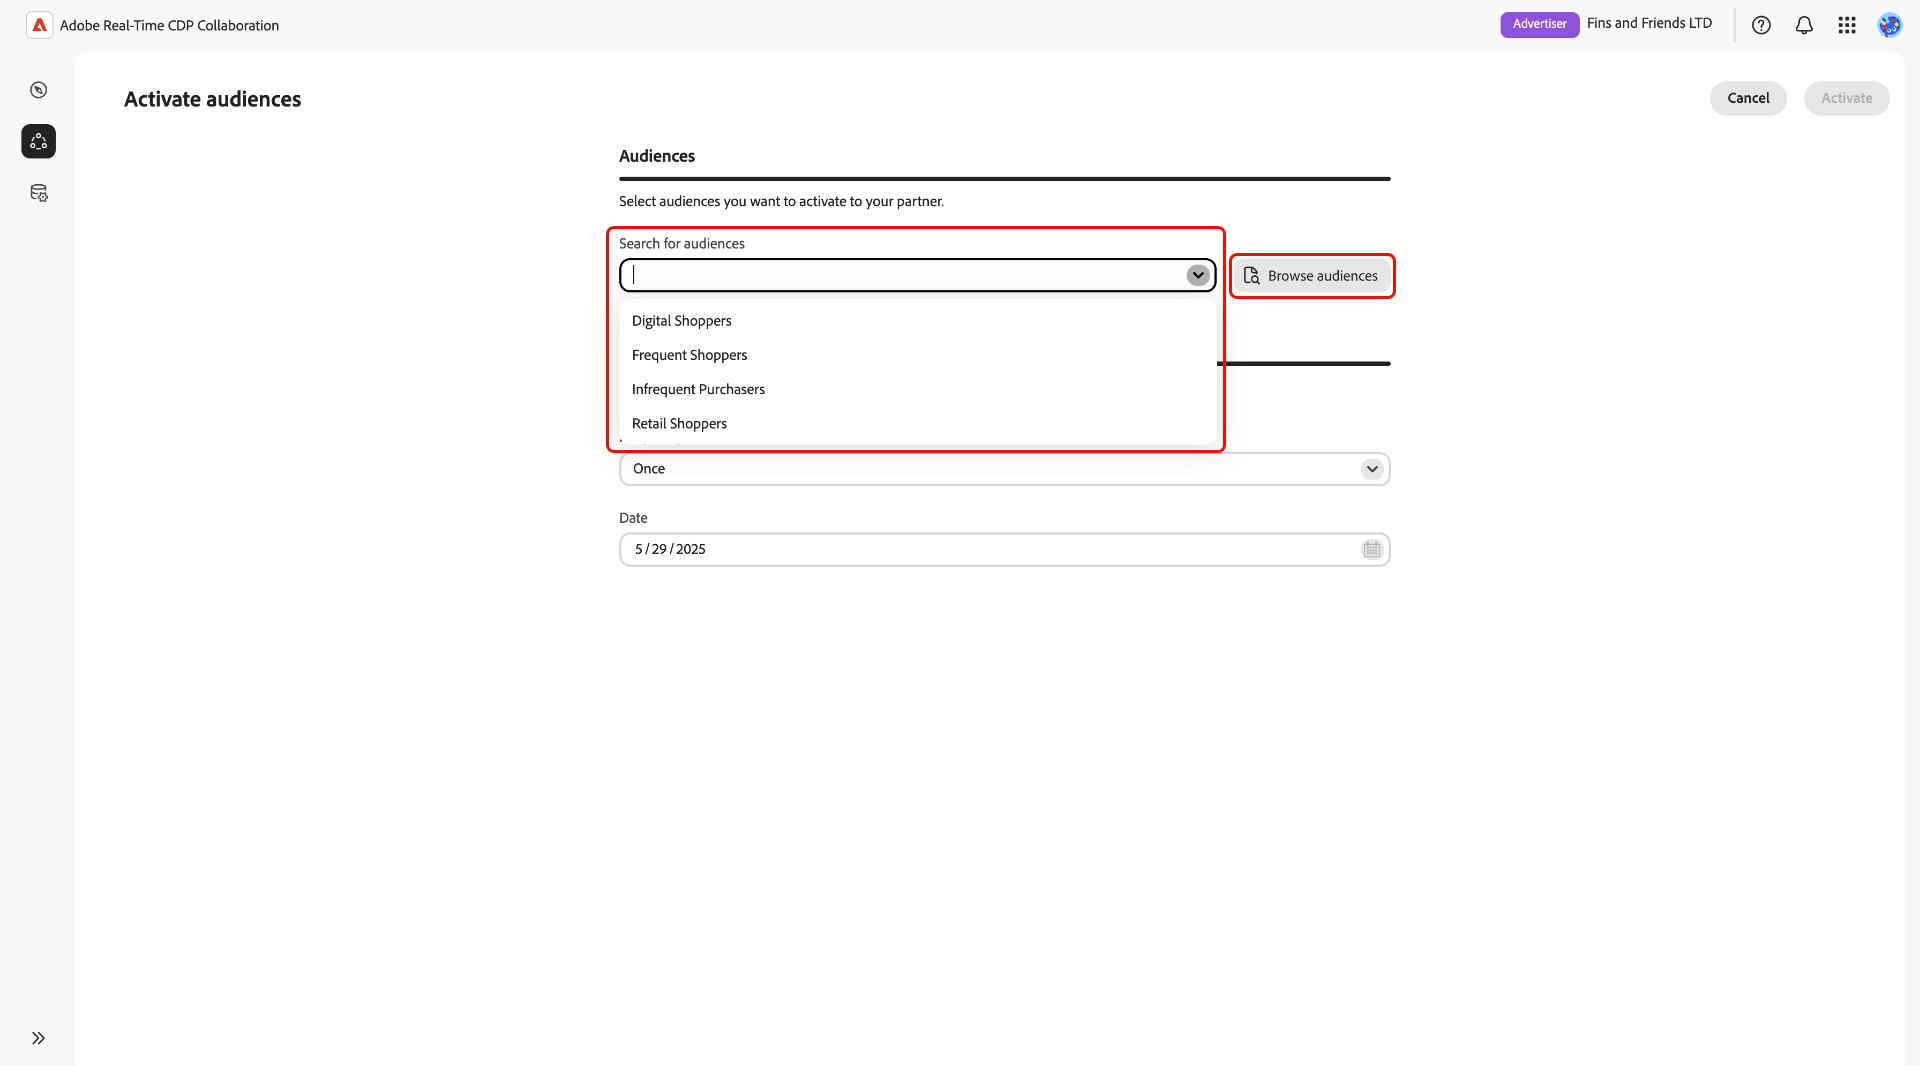 Adobe Real-Time CDP Collaboration
Advertiser
Fins and Friends LTD
Activate audiences
Cancel
Activate
Audiences
Select audiences you want to activate to your partner.
Search for audiences
Browse audiences
Digital Shoppers
Frequent Shoppers
Infrequent Purchasers
Retail Shoppers
Once
Date
5 / 29 / 2025